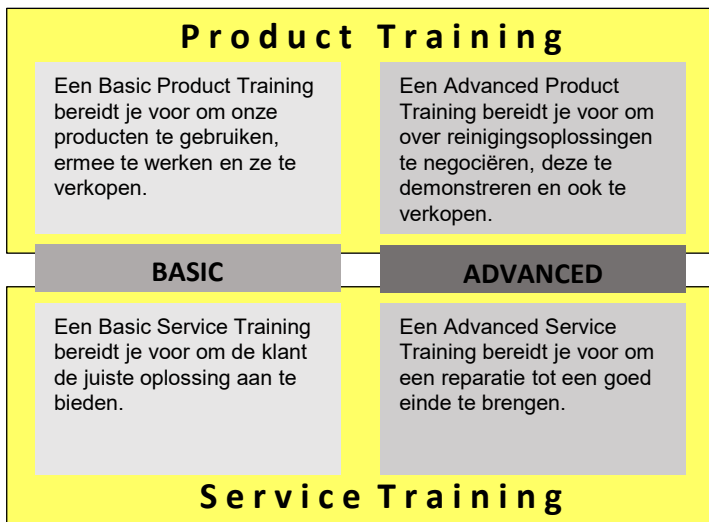 Product Training
Een Basic Product Training
bereidt je voor om onze
producten te gebruiken,
ermee te werken en ze te
verkopen.
Een Advanced Product
Training bereidt je voor om
over reinigingsoplossingen
te negociëren, deze te
demonstreren en ook te
verkopen.
BASIC
ADVANCED
Een Basic Service Training
bereidt je voor om de klant
de juiste oplossing aan te
bieden.
Een Advanced Service
Training bereidt je voor om
een reparatie tot een goed
einde te brengen.
Service Training